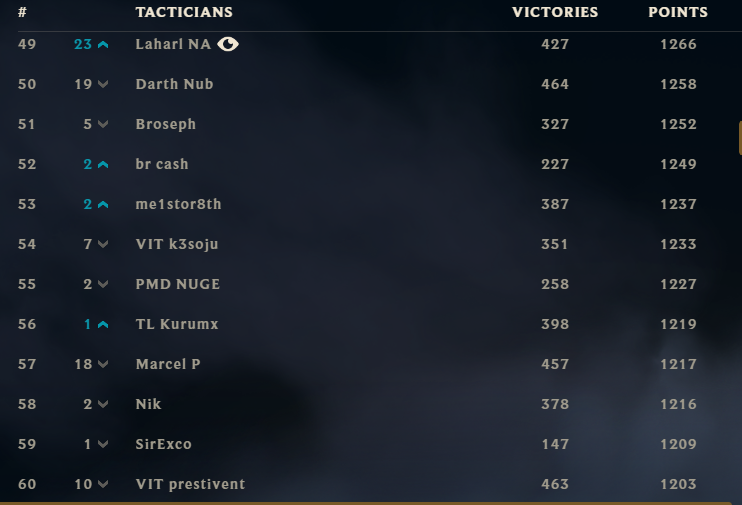 # TACTICIANS VICTORIES POINTS
49 23 Laharl NA 427 1266
50 19 Darth Nub 464 1258
51 5 Broseph 327 1252
52 2 br cash 227 1249
53 2 me1stor8th 387 1237
54 7 VIT k3soju 351 1233
55 2 PMD NUGE 258 1227
56 1 TL Kurumx 398 1219
57 18 Marcel P 457 1217
58 2 Nik 378 1216
59 1 SirExco 147 1209
60 10 VIT prestivent 463 1203